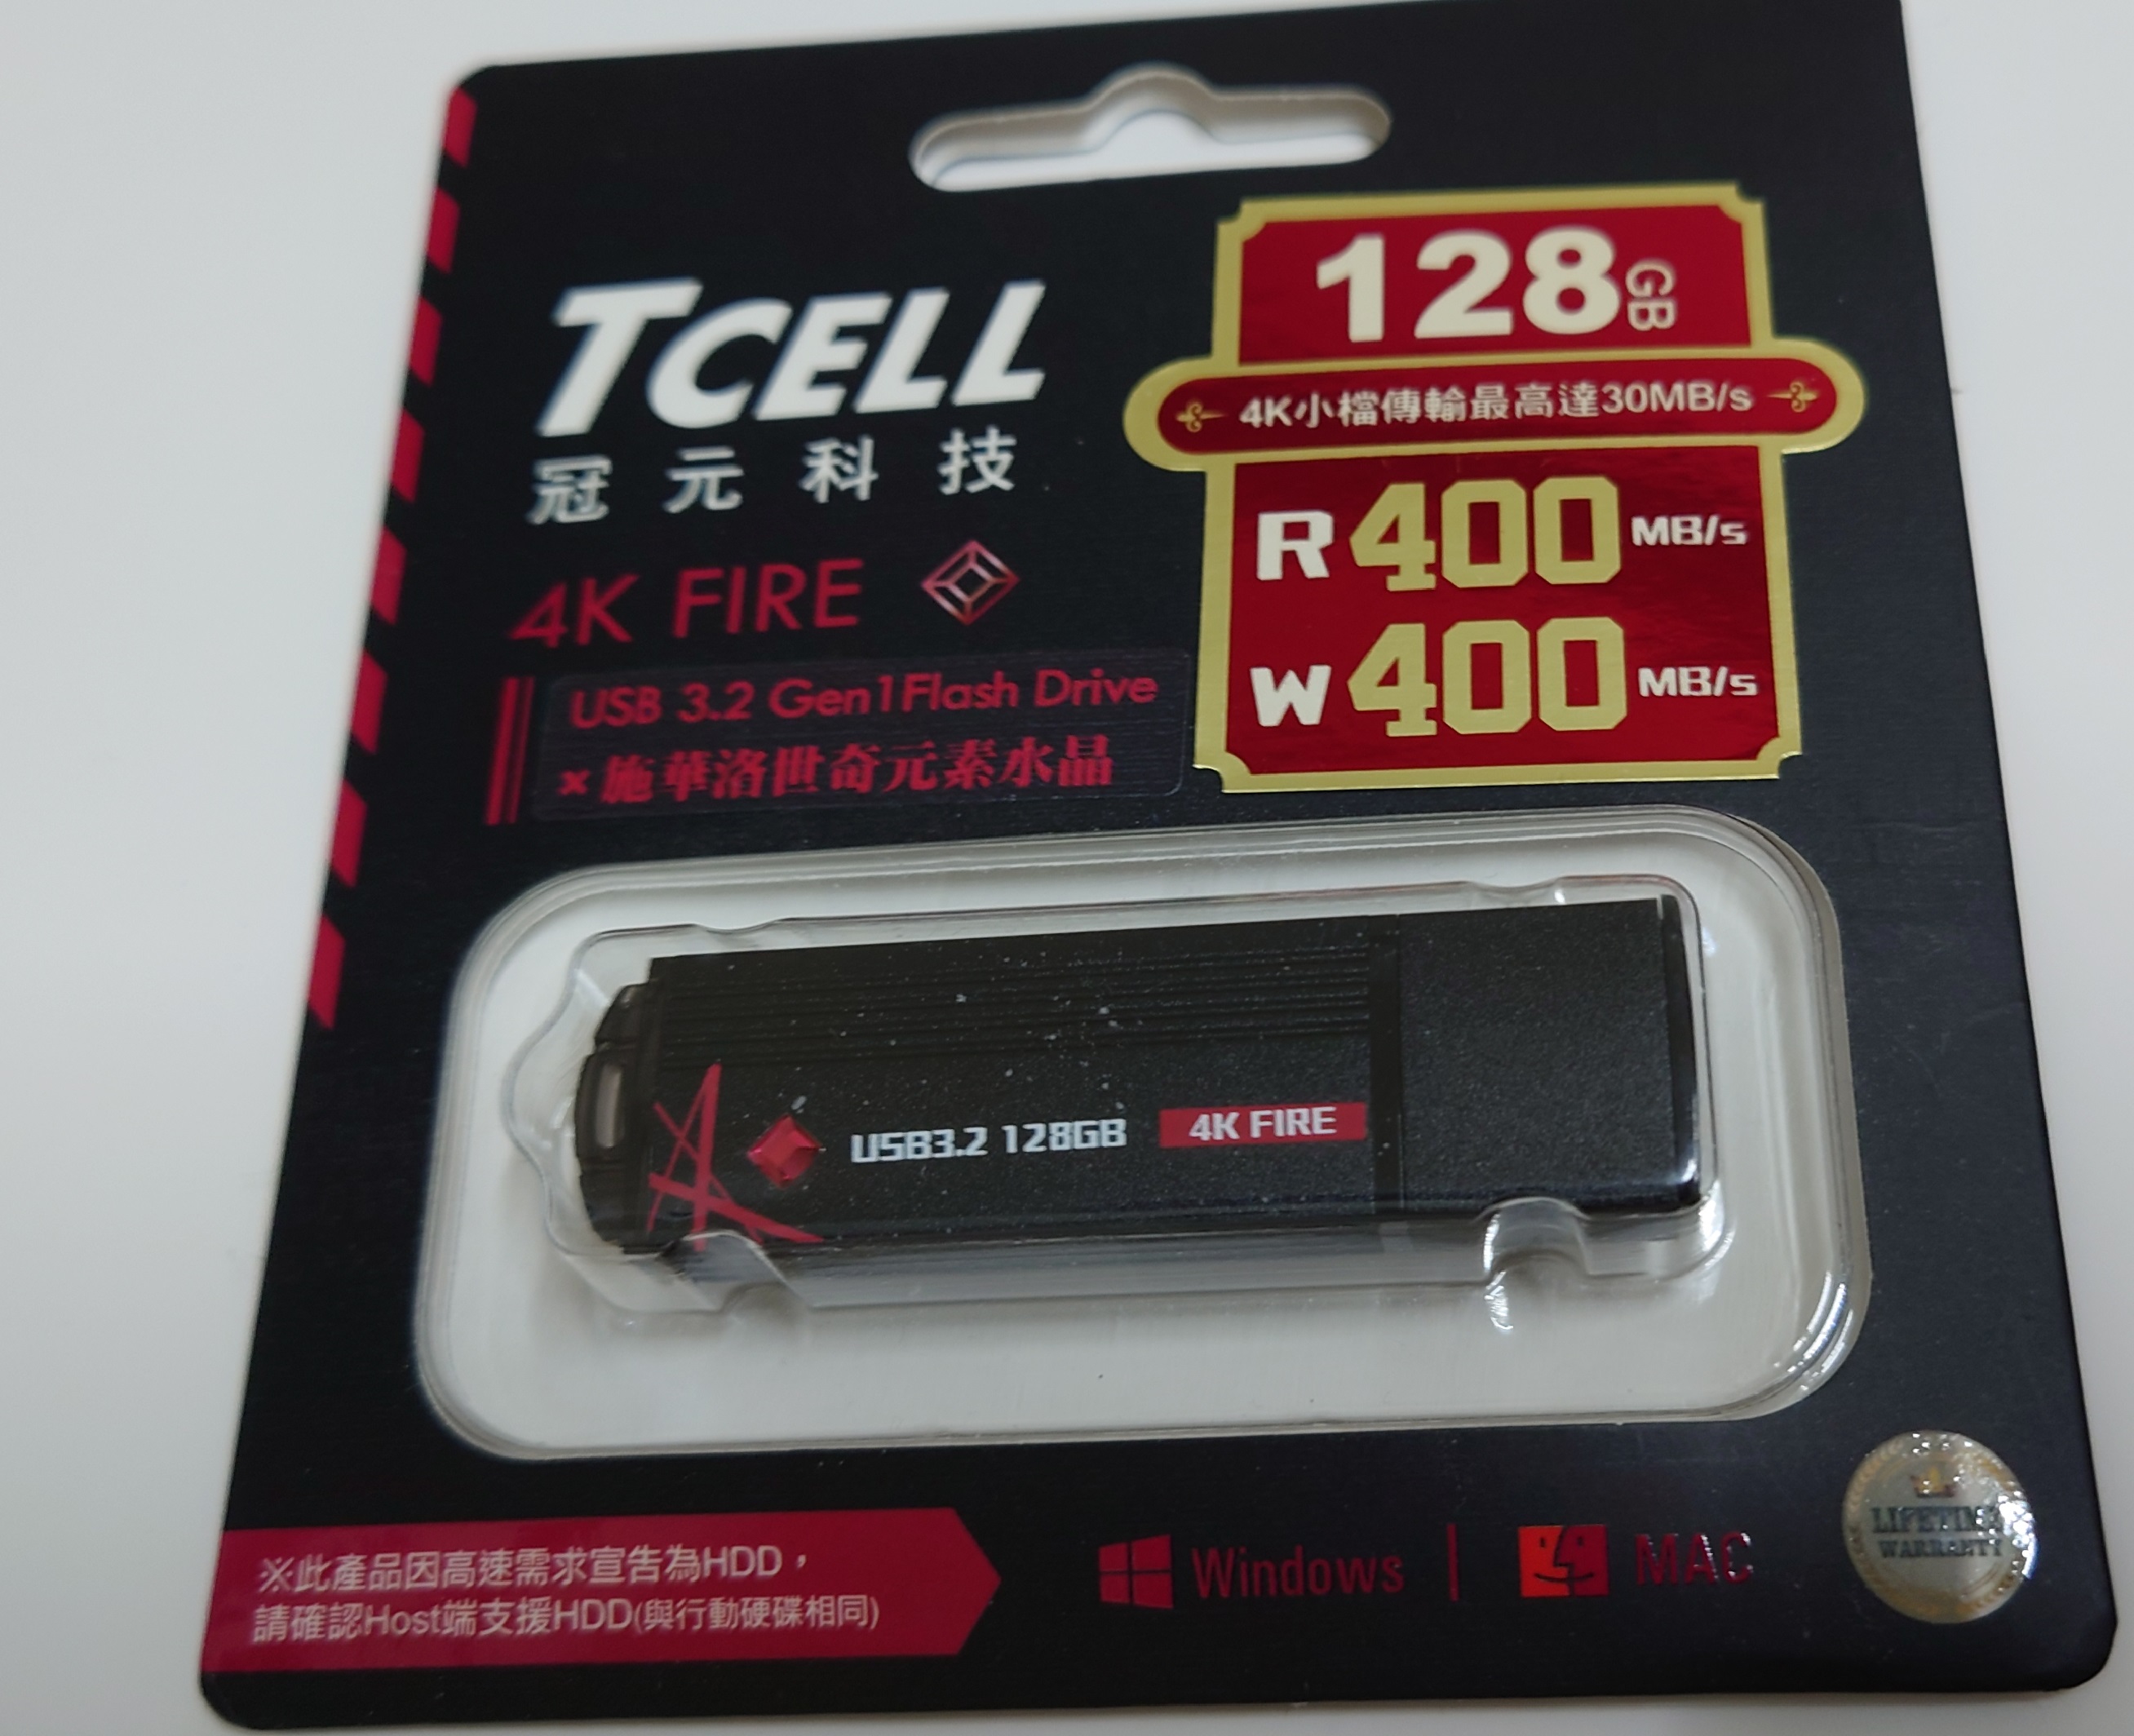 TCELL
冠元科技
4K FIRE
USB 3.2 Gen1Flash Drive
×施華洛世奇元素水晶
128GB
4K小檔傳輸最高達30MB/s
R400MB/s
W400MB/s
USB3.2 128GB 4K FIRE
※此產品因高速需求宣告為HDD，
請確認Host端支援HDD(與行動硬碟相同)
Windows | MAC
LIFETIME
WARRANTY